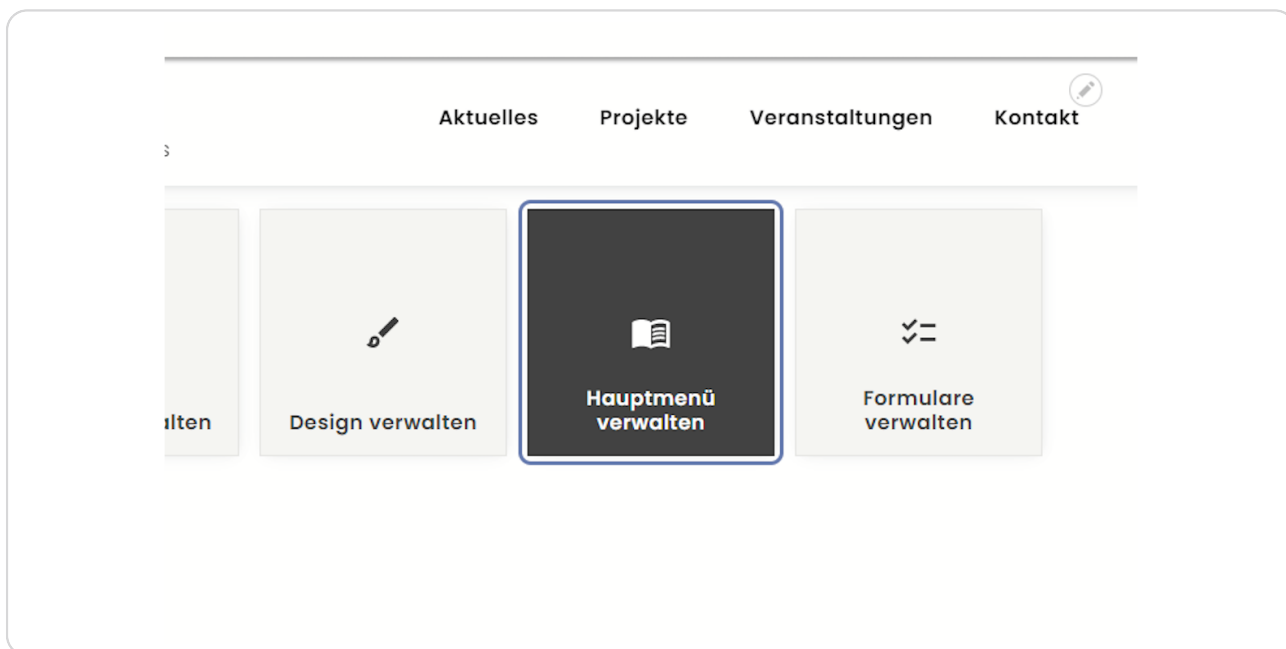 Aktuelles Projekte Veranstaltungen Kontakt
Design verwalten
Hauptmenü
verwalten
Formulare
verwalten